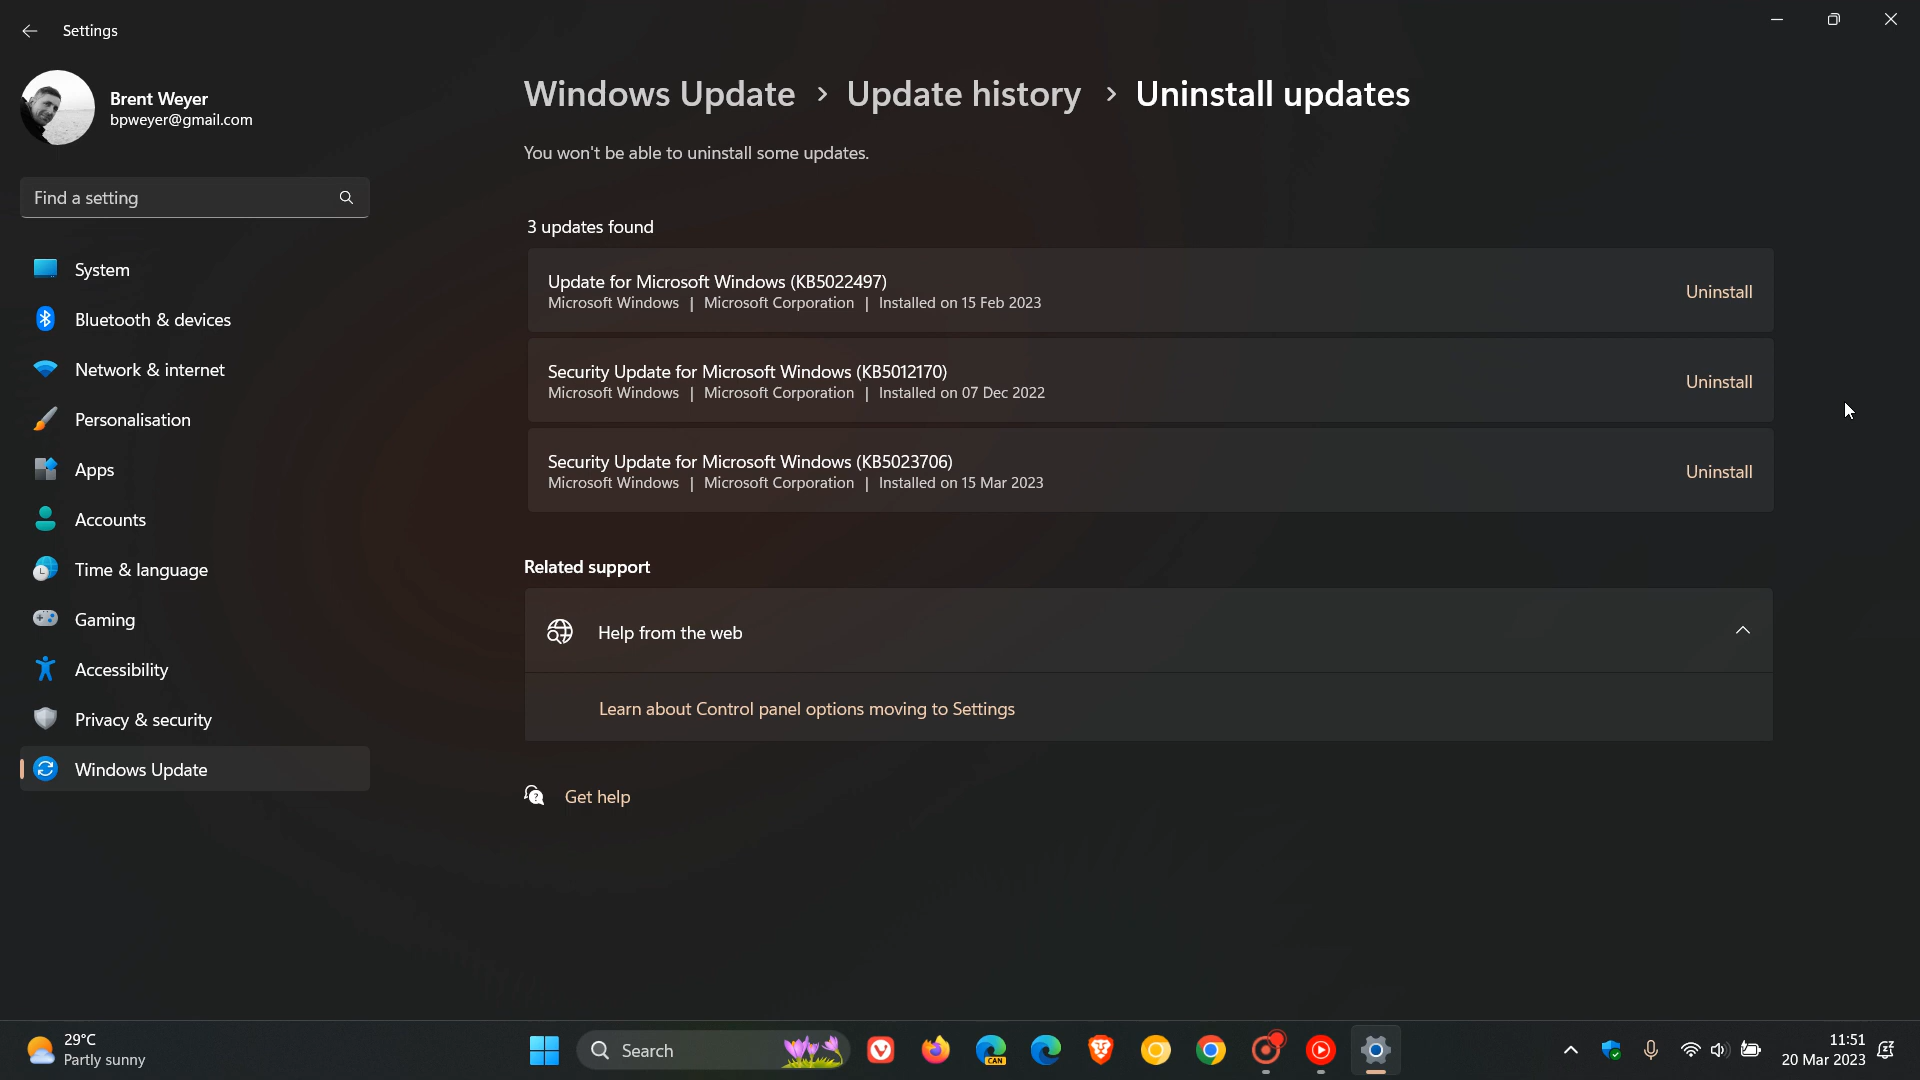 Settings
Brent Weyer
bpweyer@gmail.com
Find a setting
System
Bluetooth & devices
Network & internet
Personalisation
Apps
Accounts
Time & language
Gaming
Accessibility
Privacy & security
Windows Update
Windows Update > Update history > Uninstall updates
You won't be able to uninstall some updates.
3 updates found
Update for Microsoft Windows (KB5022497)
Microsoft Windows | Microsoft Corporation | Installed on 15 Feb 2023
Uninstall
Security Update for Microsoft Windows (KB5012170)
Microsoft Windows | Microsoft Corporation | Installed on 07 Dec 2022
Uninstall
Security Update for Microsoft Windows (KB5023706)
Microsoft Windows | Microsoft Corporation | Installed on 15 Mar 2023
Uninstall
Related support
Help from the web
Learn about Control panel options moving to Settings
Get help
29°C
Partly sunny
Search
CAN
11:51
20 Mar 2023